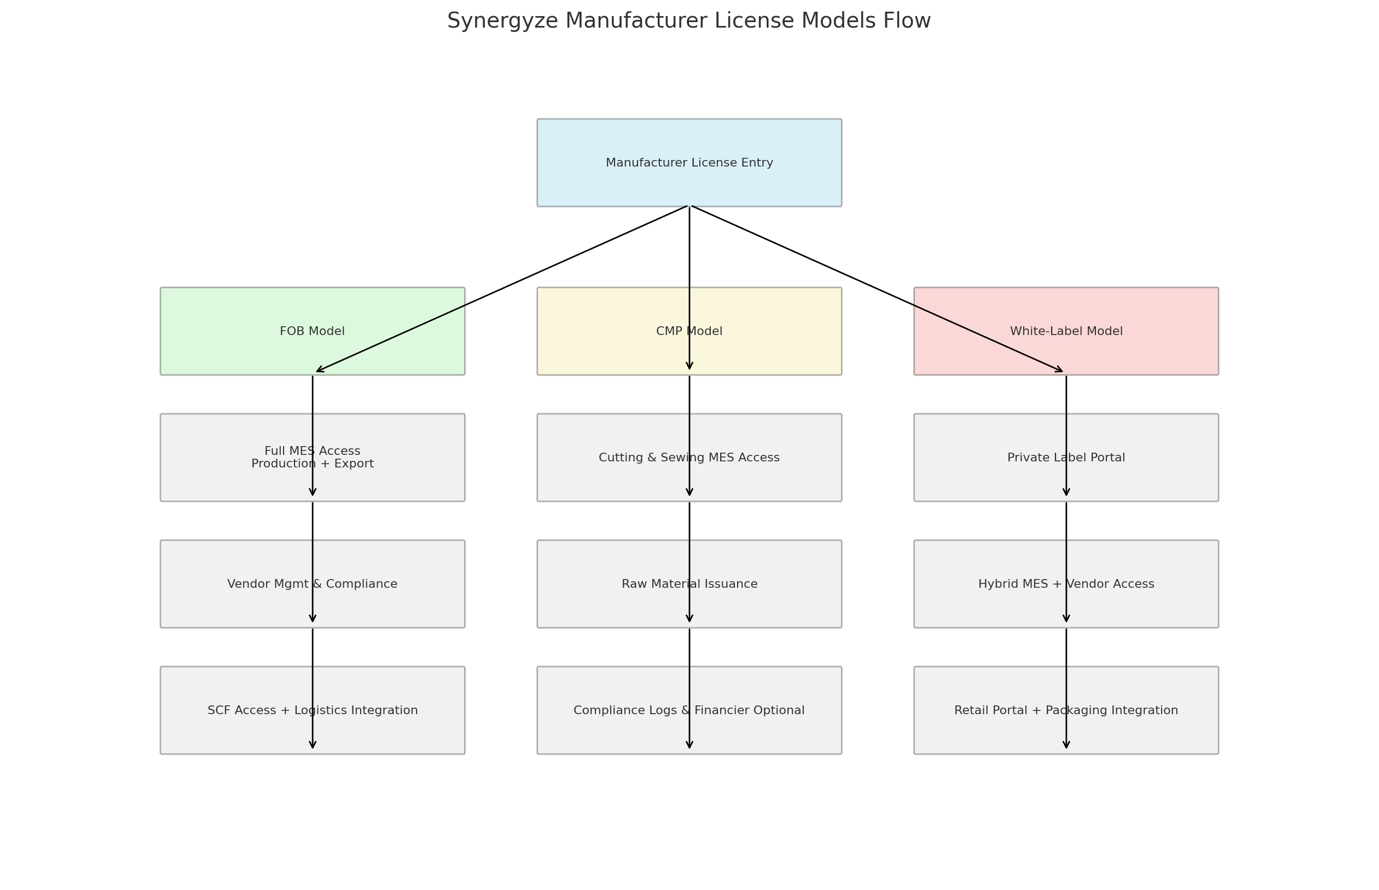 Synergyze Manufacturer License Models Flow
Manufacturer License Entry
FOB Model
CMP Model
White-Label Model
Full MES Access
Production + Export
Cutting & Sewing MES Access
Private Label Portal
Vendor Mgmt & Compliance
Raw Material Issuance
Hybrid MES + Vendor Access
SCF Access + Logistics Integration
Compliance Logs & Financier Optional
Retail Portal + Packaging Integration